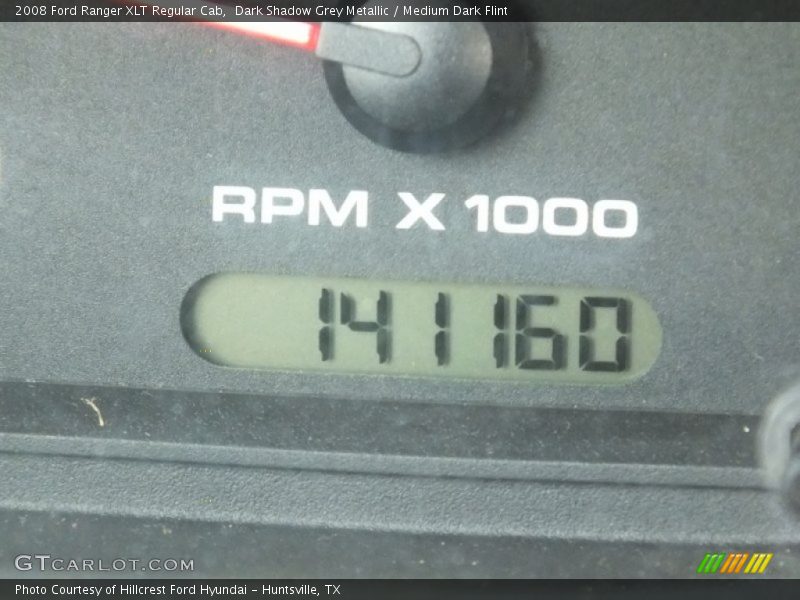 2008 Ford Ranger XLT Regular Cab,  Dark Shadow Grey Metallic / Medium Dark Flint
RPM X 1000
141160
GTCARLOT.COM
Photo Courtesy of Hillcrest Ford Hyundai – Huntsville, TX